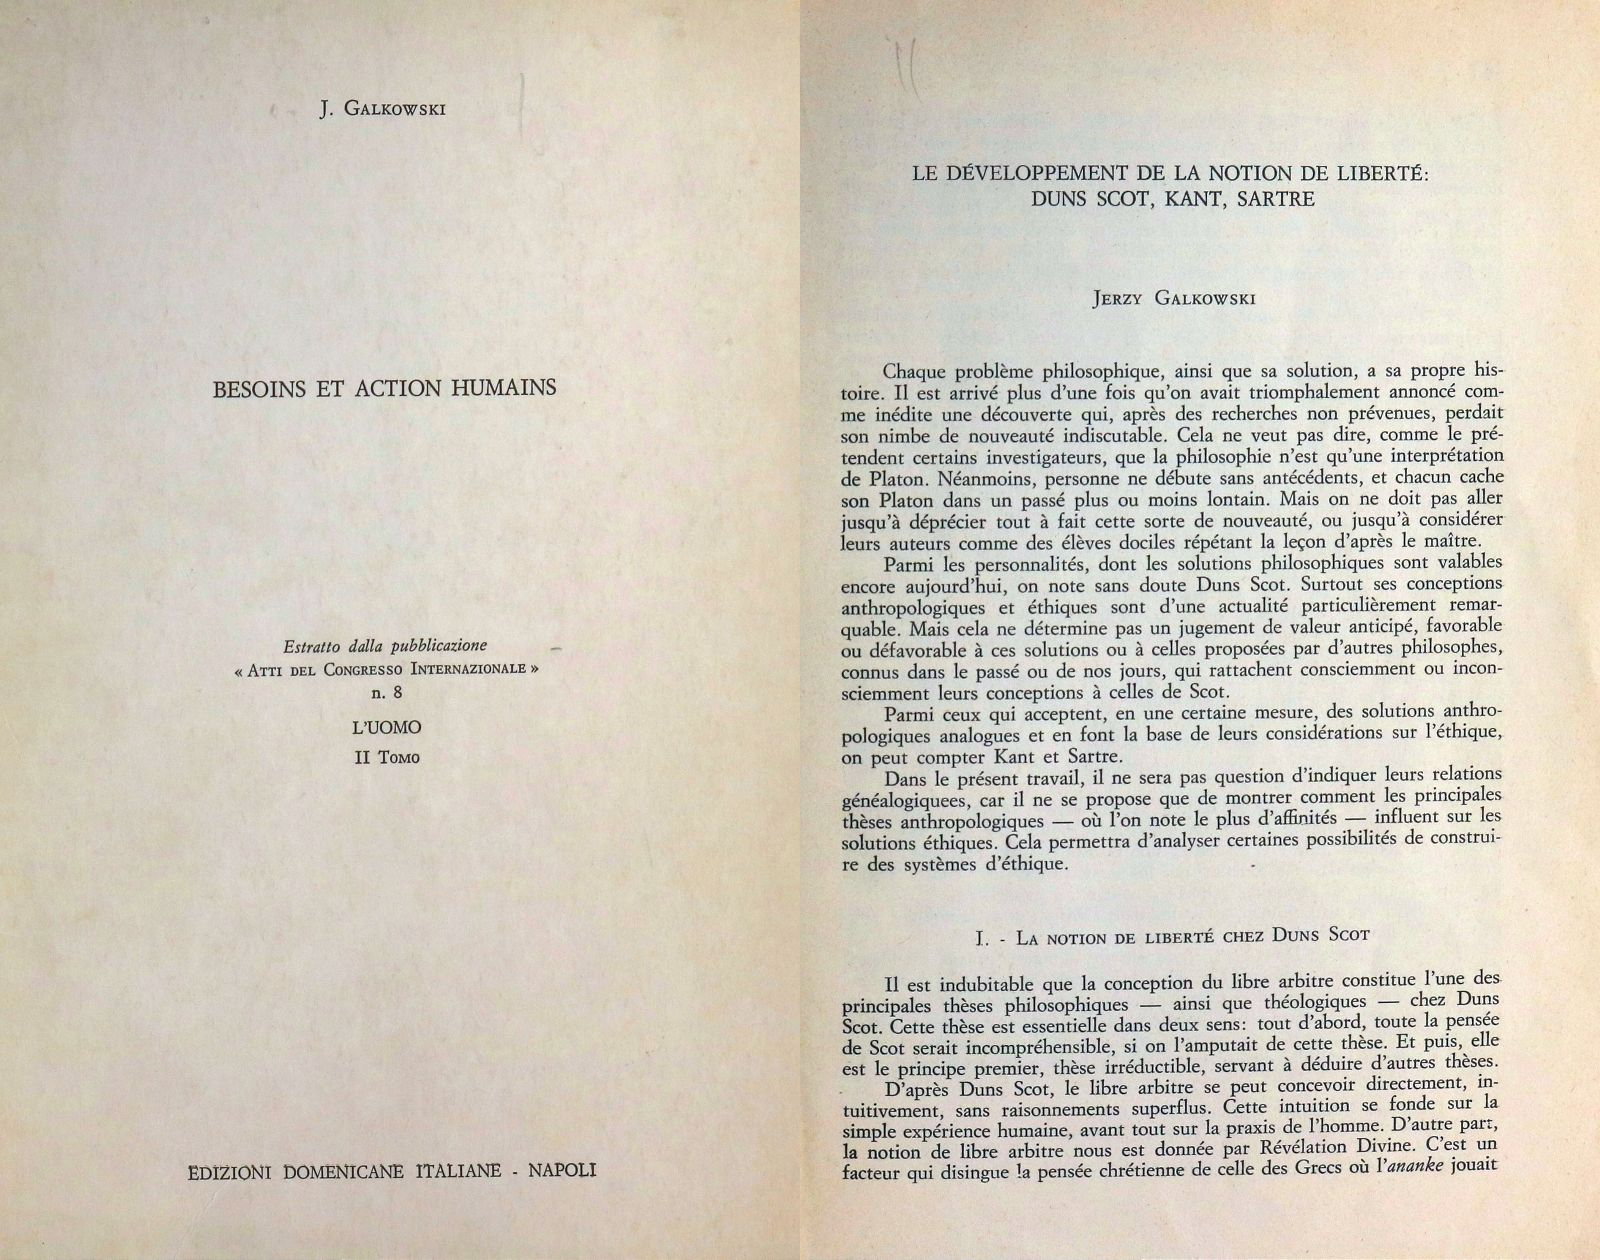 J. Galkowski
BESOINS ET ACTION HUMAINS
Estratto dalla pubblicazione
« Atti del Congresso Internazionale »
n. 8
L'UOMO
II Tomo
EDIZIONI DOMENICANE ITALIANE - NAPOLI
LE DÉVELOPPEMENT DE LA NOTION DE LIBERTÉ:
DUNS SCOT, KANT, SARTRE
Jerzy Galkowski
Chaque problème philosophique, ainsi que sa solution, a sa propre his-
toire. Il est arrivé plus d'une fois qu'on avait triomphalement annoncé com-
me inédite une découverte qui, après des recherches non prévenues, perdait
son nimbe de nouveauté indiscutable. Cela ne veut pas dire, comme le pré-
tendent certains investigateurs, que la philosophie n'est qu'une interprétation
de Platon. Néanmoins, personne ne débute sans antécédents, et chacun cache
son Platon dans un passé plus ou moins lontain. Mais on ne doit pas aller
jusqu'à déprécier tout à fait cette sorte de nouveauté, ou jusqu'à considérer
leurs auteurs comme des élèves dociles répétant la leçon d'après le maître.
Parmi les personnalités, dont les solutions philosophiques sont valables
encore aujourd'hui, on note sans doute Duns Scot. Surtout ses conceptions
anthropologiques et éthiques sont d'une actualité particulièrement remar-
quable. Mais cela ne détermine pas un jugement de valeur anticipé, favorable
ou défavorable à ces solutions ou à celles proposées par d'autres philosophes,
connus dans le passé ou de nos jours, qui rattachent consciemment ou incon-
sciemment leurs conceptions à celles de Scot.
Parmi ceux qui acceptent, en une certaine mesure, des solutions anthro-
pologiques analogues et en font la base de leurs considérations sur l'éthique,
on peut compter Kant et Sartre.
Dans le présent travail, il ne sera pas question d'indiquer leurs relations
généalogiquees, car il ne se propose que de montrer comment les principales
thèses anthropologiques — où l'on note le plus d'affinités — influent sur les
solutions éthiques. Cela permettra d'analyser certaines possibilités de construi-
re des systèmes d'éthique.
I. - La notion de liberté chez Duns Scot
Il est indubitable que la conception du libre arbitre constitue l'une des
principales thèses philosophiques — ainsi que théologiques — chez Duns
Scot. Cette thèse est essentielle dans deux sens: tout d'abord, toute la pensée
de Scot serait incompréhensible, si on l'amputait de cette thèse. Et puis, elle
est le principe premier, thèse irréductible, servant à déduire d'autres thèses.
D'après Duns Scot, le libre arbitre se peut concevoir directement, in-
tuitivement, sans raisonnements superflus. Cette intuition se fonde sur la
simple expérience humaine, avant tout sur la praxis de l'homme. D'autre part,
la notion de libre arbitre nous est donnée par Révélation Divine. C'est un
facteur qui disingue la pensée chrétienne de celle des Grecs où l'ananke jouait